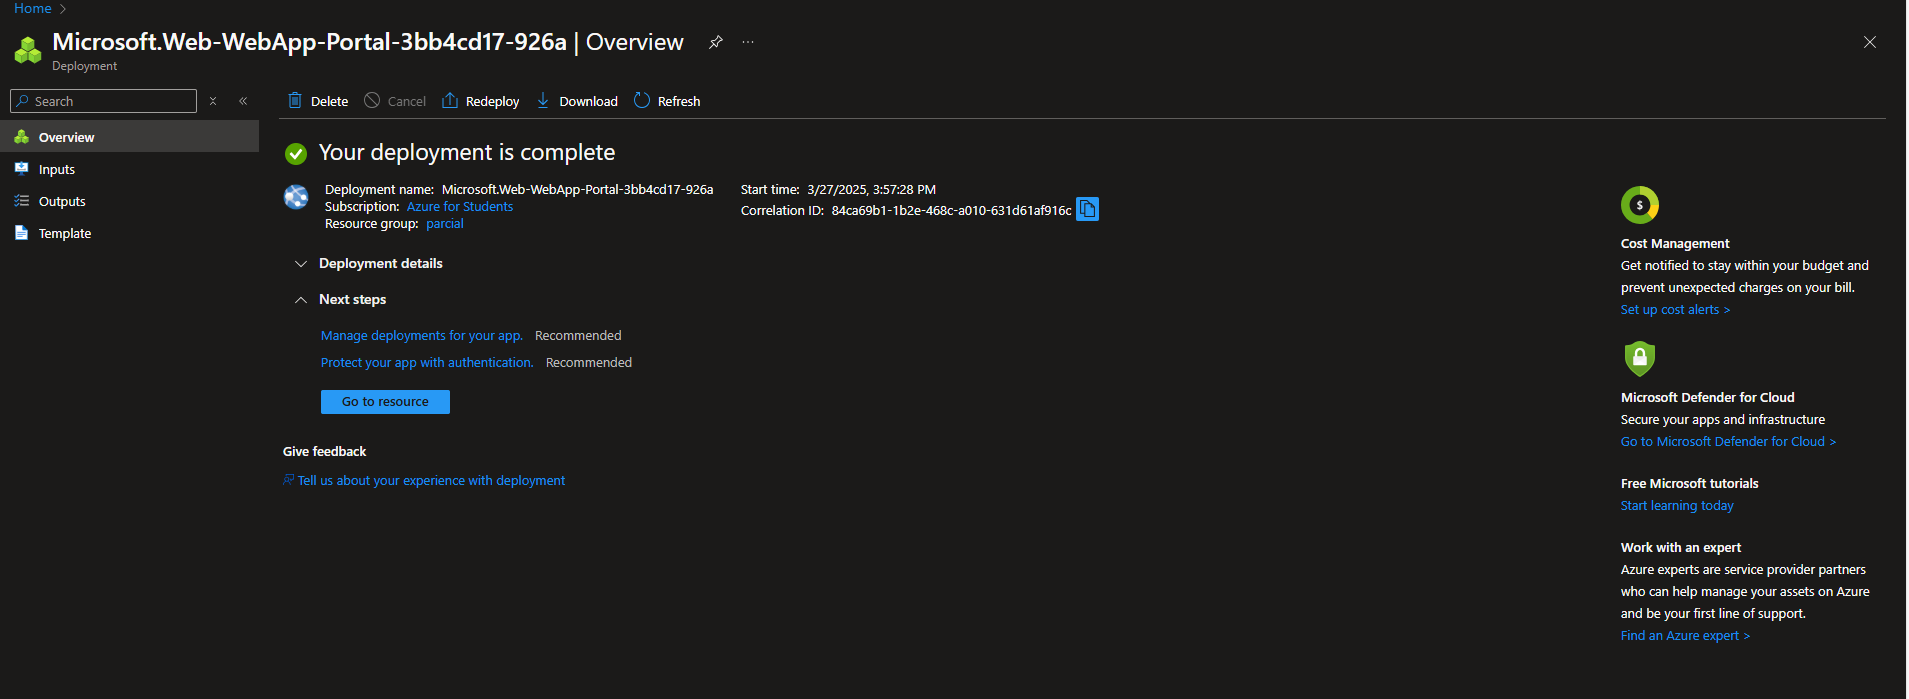 Home
Microsoft.Web-WebApp-Portal-3bb4cd17-926a | Overview
Deployment
Search
Delete
Cancel
Redeploy
Download
Refresh
Overview
Inputs
Outputs
Template
Your deployment is complete
Deployment name: Microsoft.Web-WebApp-Portal-3bb4cd17-926a
Subscription: Azure for Students
Resource group: parcial
Start time: 3/27/2025, 3:57:28 PM
Correlation ID: 84ca69b1-1b2e-468c-a010-631d61af916c
Deployment details
Next steps
Manage deployments for your app. Recommended
Protect your app with authentication. Recommended
Go to resource
Give feedback
Tell us about your experience with deployment
$
Cost Management
Get notified to stay within your budget and
prevent unexpected charges on your bill.
Set up cost alerts >
Microsoft Defender for Cloud
Secure your apps and infrastructure
Go to Microsoft Defender for Cloud >
Free Microsoft tutorials
Start learning today
Work with an expert
Azure experts are service provider partners
who can help manage your assets on Azure
and be your first line of support.
Find an Azure expert >